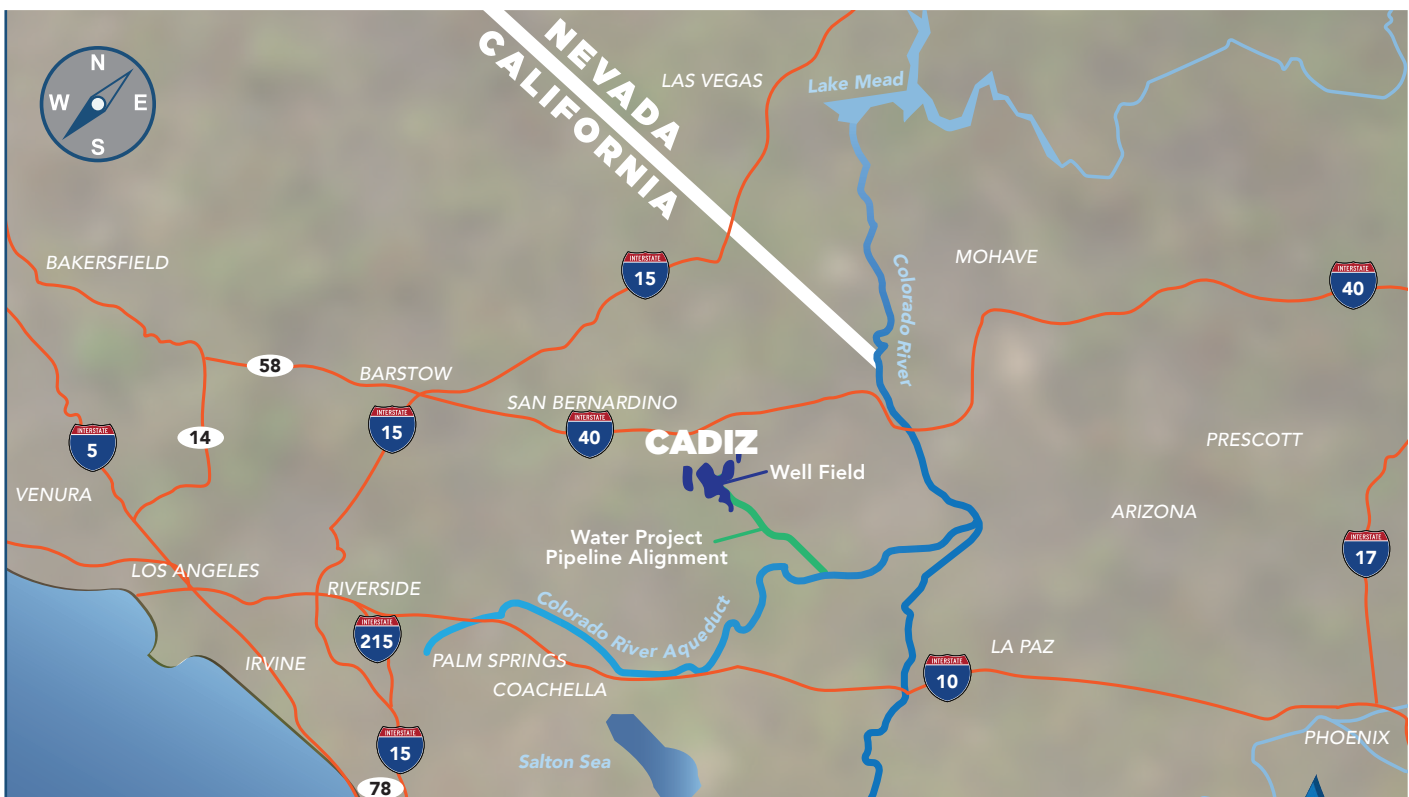 N
W
E
S
NEVADA
CALIFORNIA
LAS VEGAS
Lake Mead
BAKERSFIELD
INTERSTATE
15
Colorado River
MOHAVE
INTERSTATE
40
58
BARSTOW
SAN BERNARDINO
INTERSTATE
5
14
INTERSTATE
15
INTERSTATE
40
CADIZ
PRESCOTT
Well Field
VENURA
ARIZONA
Water Project
Pipeline Alignment
INTERSTATE
17
LOS ANGELES
RIVERSIDE
Colorado River Aqueduct
INTERSTATE
215
IRVINE
PALM SPRINGS
COACHELLA
LA PAZ
INTERSTATE
10
INTERSTATE
15
Salton Sea
PHOENIX
78